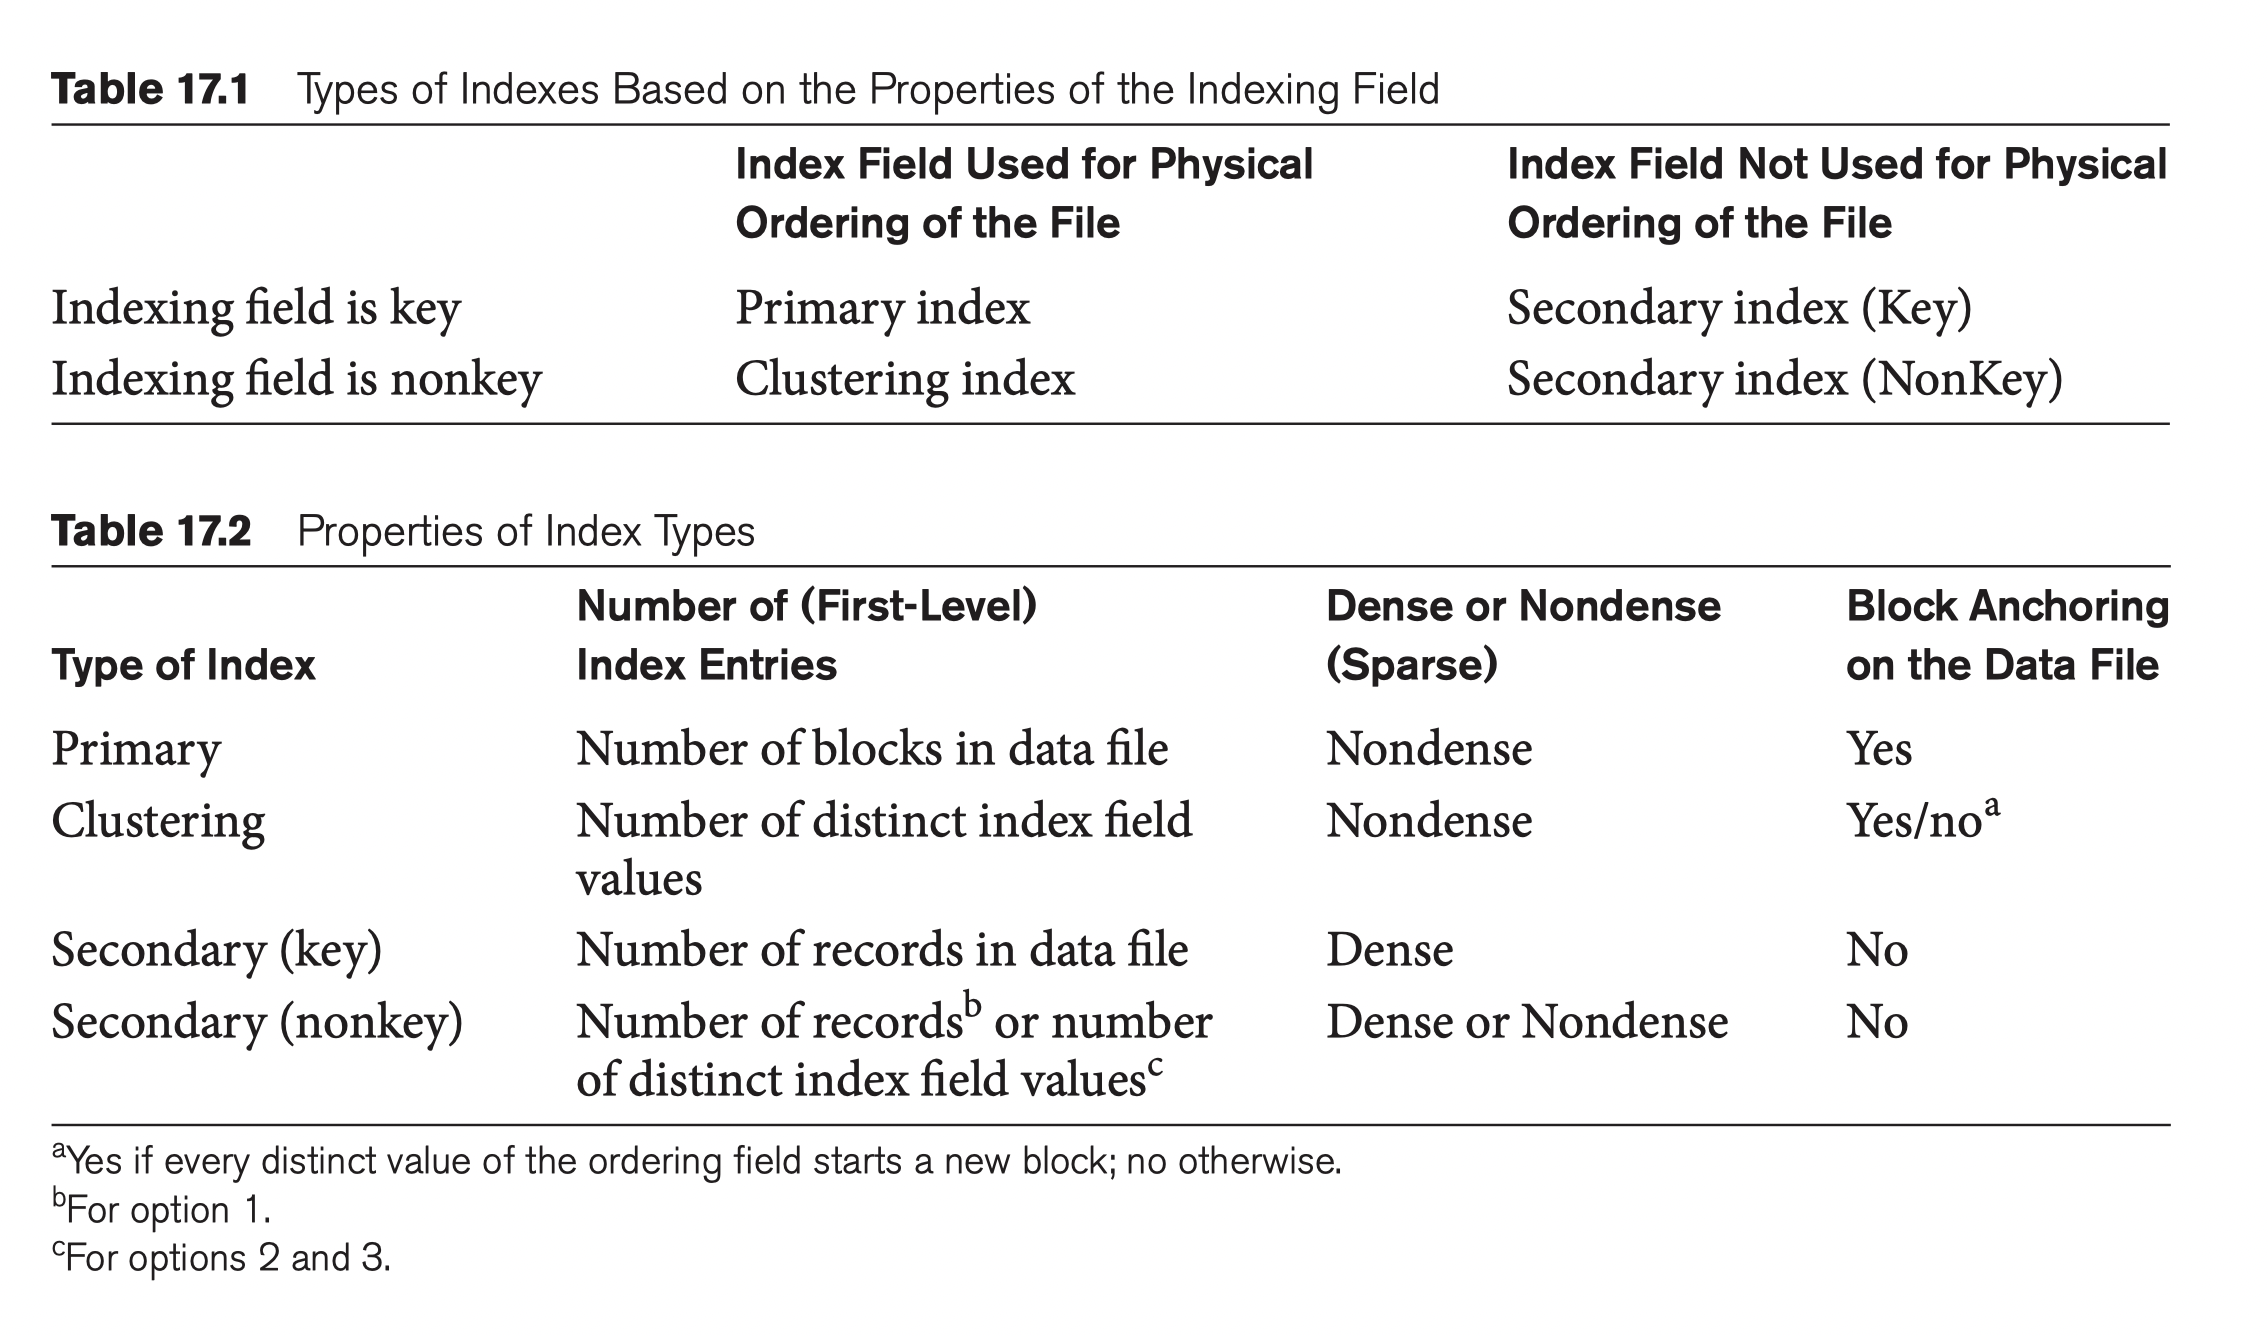 Table 17.1 Types of Indexes Based on the Properties of the Indexing Field
Index Field Used for Physical Ordering of the File Index Field Not Used for Physical Ordering of the File
Indexing field is key Primary index Secondary index (Key)
Indexing field is nonkey Clustering index Secondary index (NonKey)
Table 17.2 Properties of Index Types
Type of Index Number of (First-Level) Index Entries Dense or Nondense (Sparse) Block Anchoring on the Data File
Primary Number of blocks in data file Nondense Yes
Clustering Number of distinct index field values Nondense Yes/noᵃ
Secondary (key) Number of records in data file Dense No
Secondary (nonkey) Number of recordsᵇ or number of distinct index field valuesᶜ Dense or Nondense No
ᵃYes if every distinct value of the ordering field starts a new block; no otherwise.
ᵇFor option 1.
ᶜFor options 2 and 3.